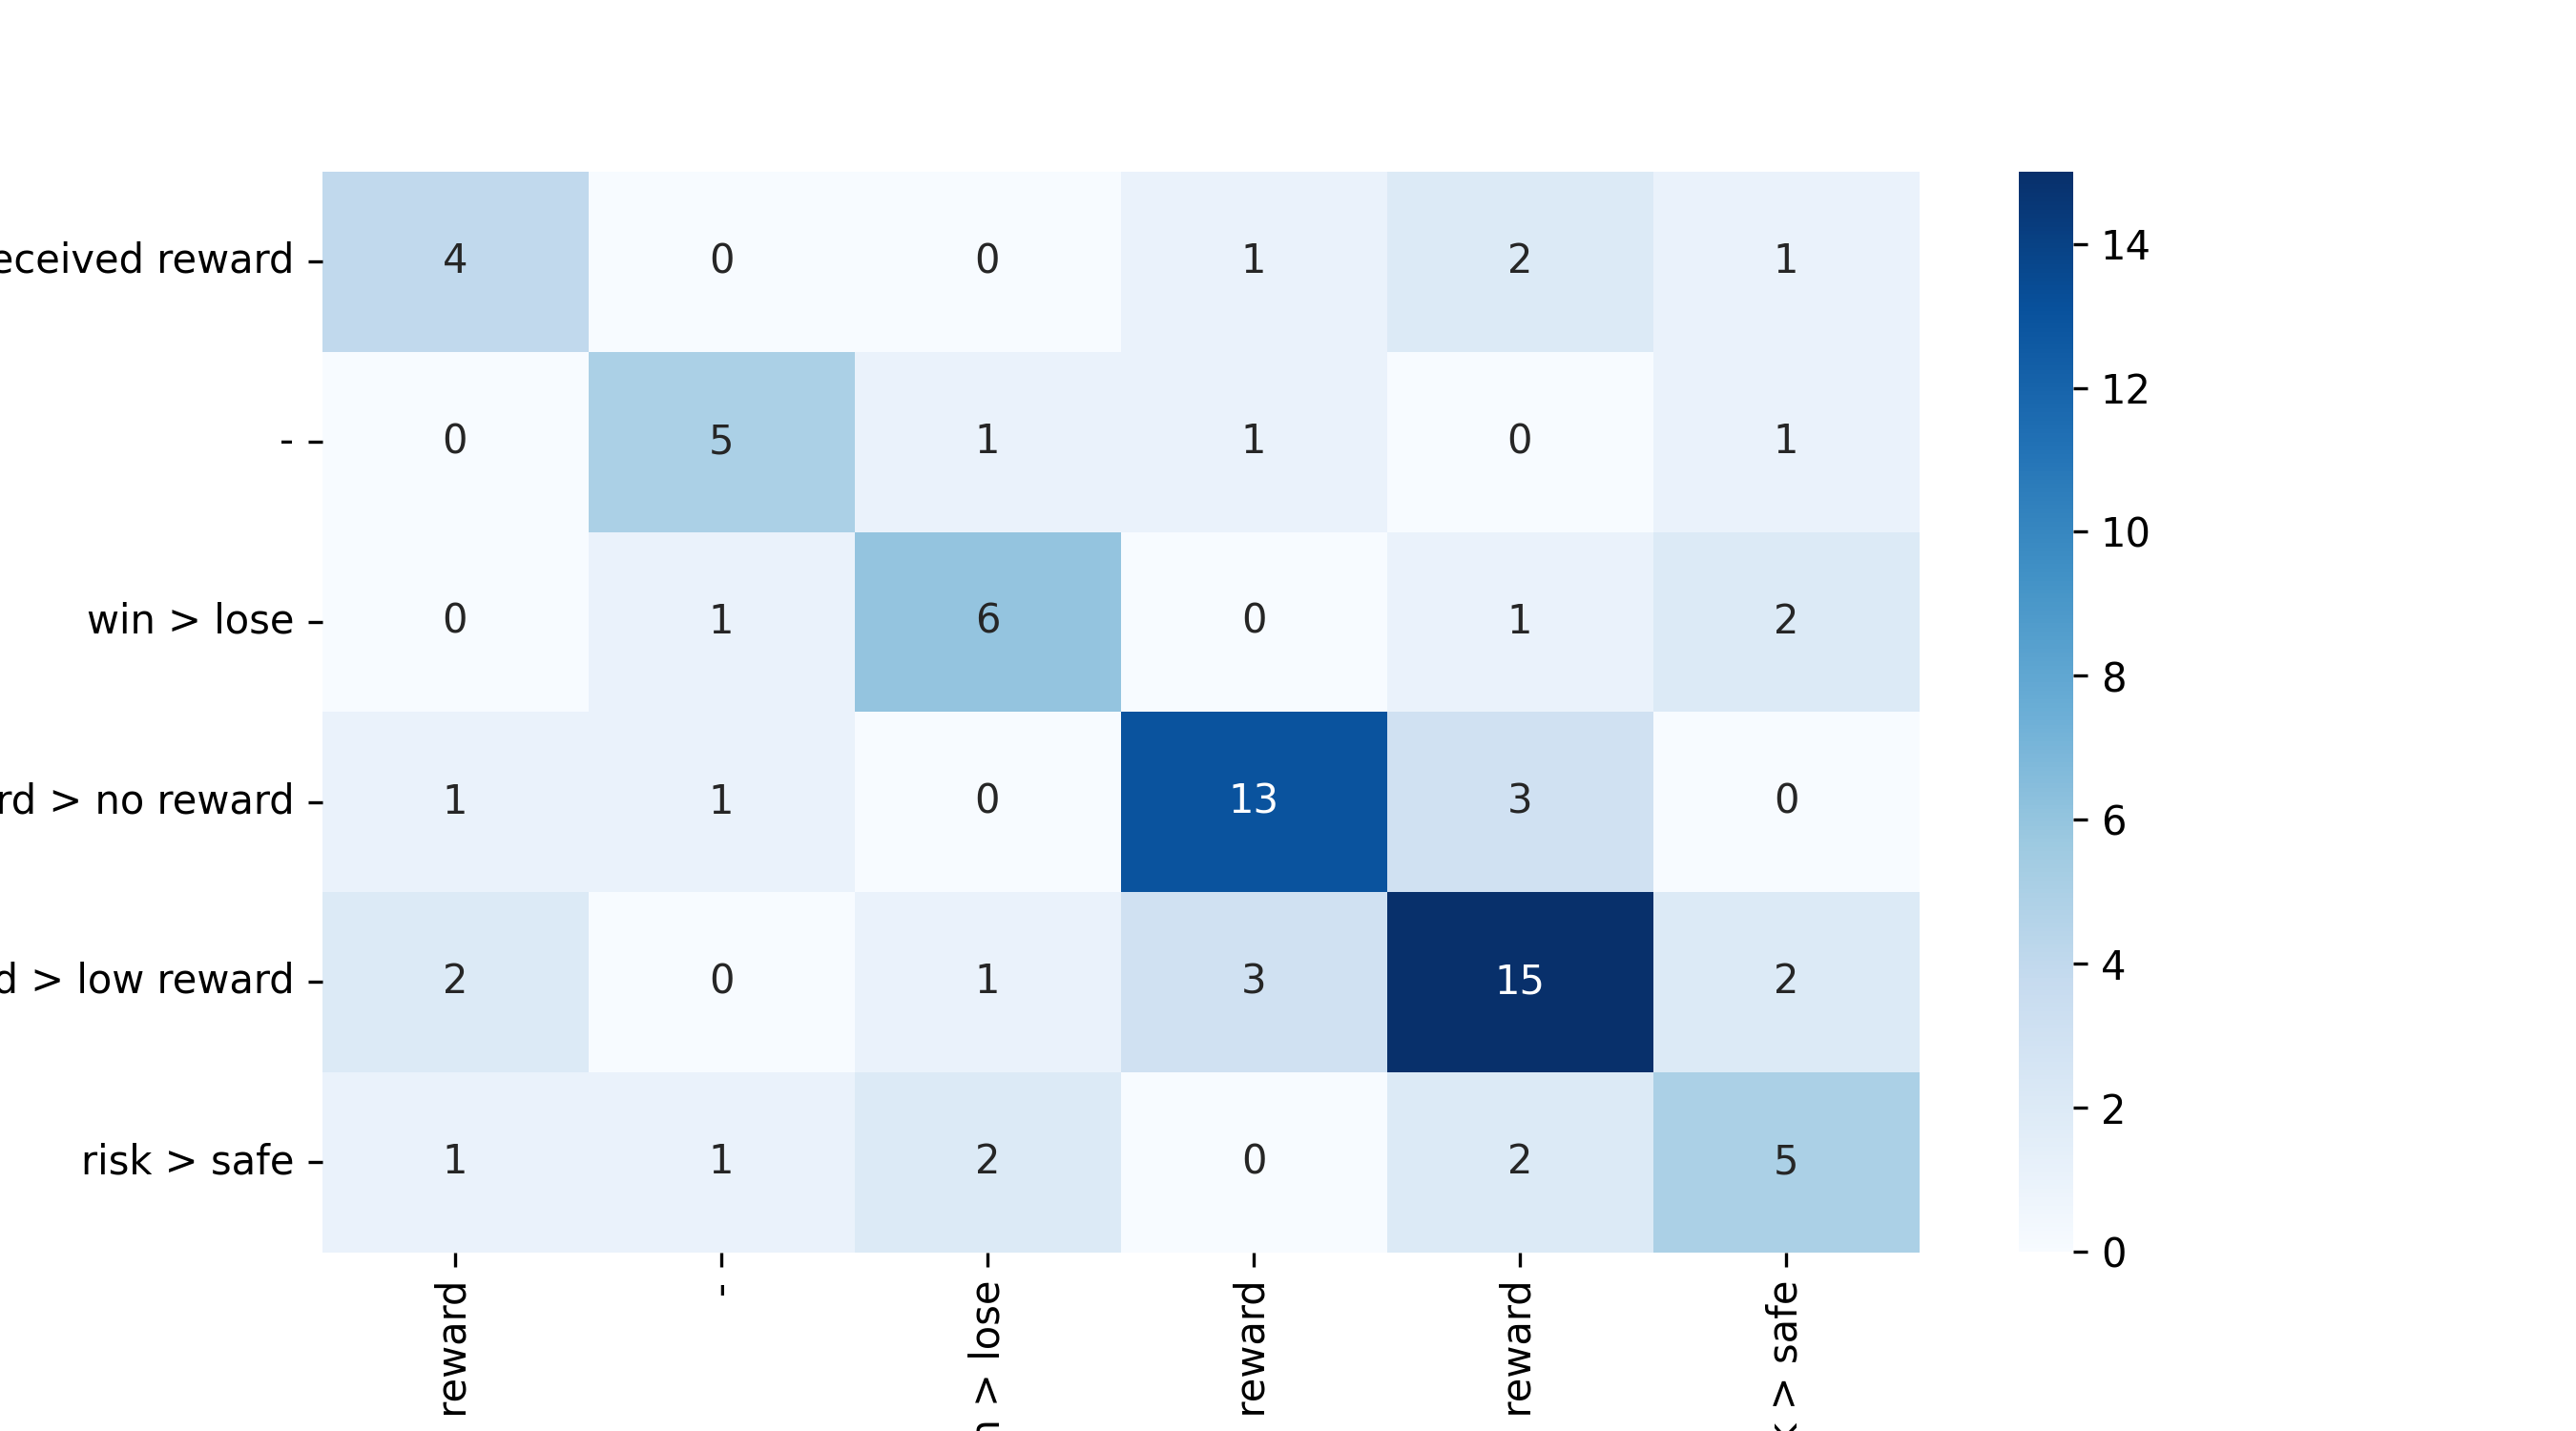 eceived reward 4 0 0 1 2 1
- 0 5 1 1 0 1
win > lose 0 1 6 0 1 2
rd > no reward 1 1 0 13 3 0
d > low reward 2 0 1 3 15 2
risk > safe 1 1 2 0 2 5
reward
-
n > lose
reward
reward
k > safe
14
12
10
8
6
4
2
0